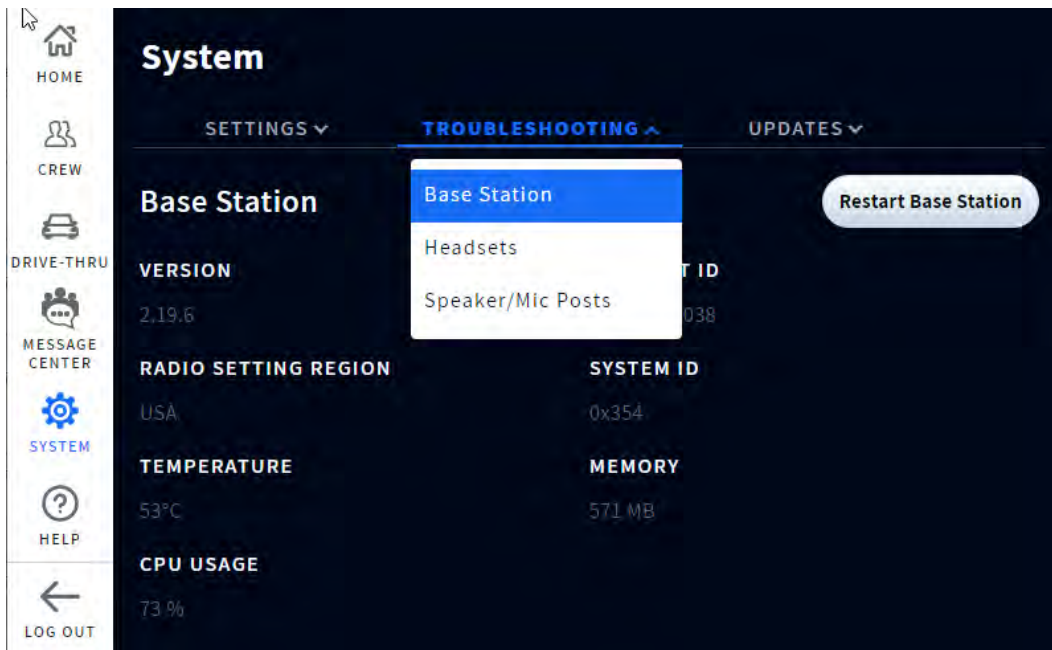 HOME
CREW
DRIVE-THRU
MESSAGE
CENTER
SYSTEM
HELP
LOG OUT
System
SETTINGS
TROUBLESHOOTING
UPDATES
Base Station
Restart Base Station
Base Station
Headsets
Speaker/Mic Posts
VERSION
T ID
2.19.6
038
RADIO SETTING REGION
SYSTEM ID
USA
0x354
TEMPERATURE
MEMORY
53°C
571 MB
CPU USAGE
73 %